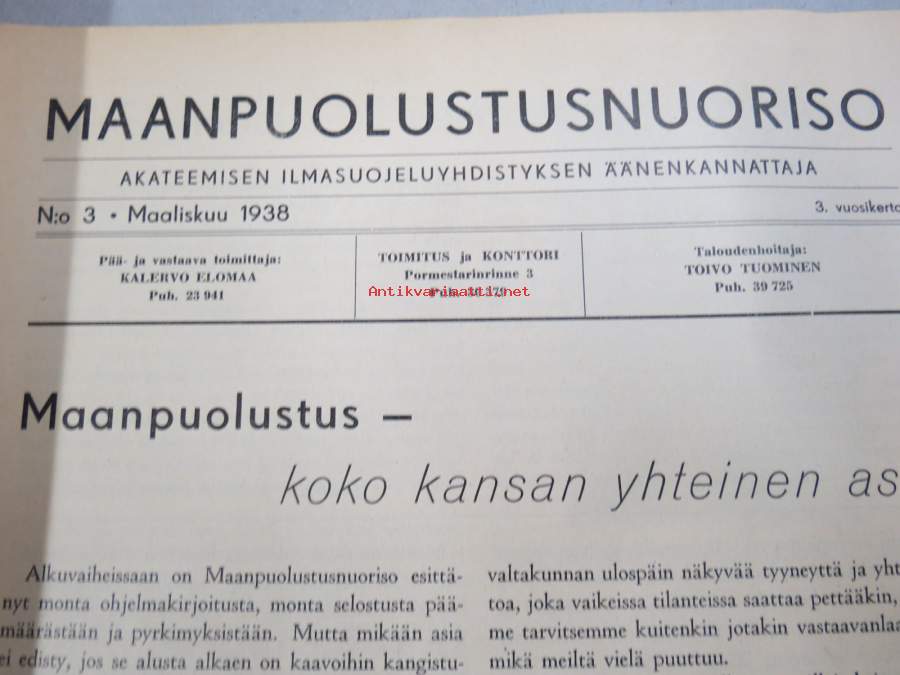 MAANPUOLUSTUSNUORISO
AKATEEMISEN ILMASUOJELUYHDISTYKSEN ÄÄNENKANNATTAJA
N:o 3 • Maaliskuu 1938
3. vuosikerto
Pää- ja vastaava toimittaja:
KALERVO ELOMAA
Puh. 23 941
TOIMITUS ja KONTTORI
Pormestarinrinne 3
Antikvariaatti.net
Taloudenhoitaja:
TOIVO TUOMINEN
Puh. 39 725
Maanpuolustus —
koko kansan yhteinen as
Alkuvaiheissaan on Maanpuolustusnuoriso esittä-
nyt monta ohjelmakirjoitusta, monta selostusta pää-
määrästään ja pyrkimyksistään. Mutta mikään asia
ei edisty, jos se alusta alkaen on kaavoihin kangistu-
valtakunnan ulospäin näkyvää tyyneyttä ja yht
toa, joka vaikeissa tilanteissa saattaa pettääkin,
me tarvitsemme kuitenkin jotakin vastaavanlaa
mikä meiltä vielä puuttuu.